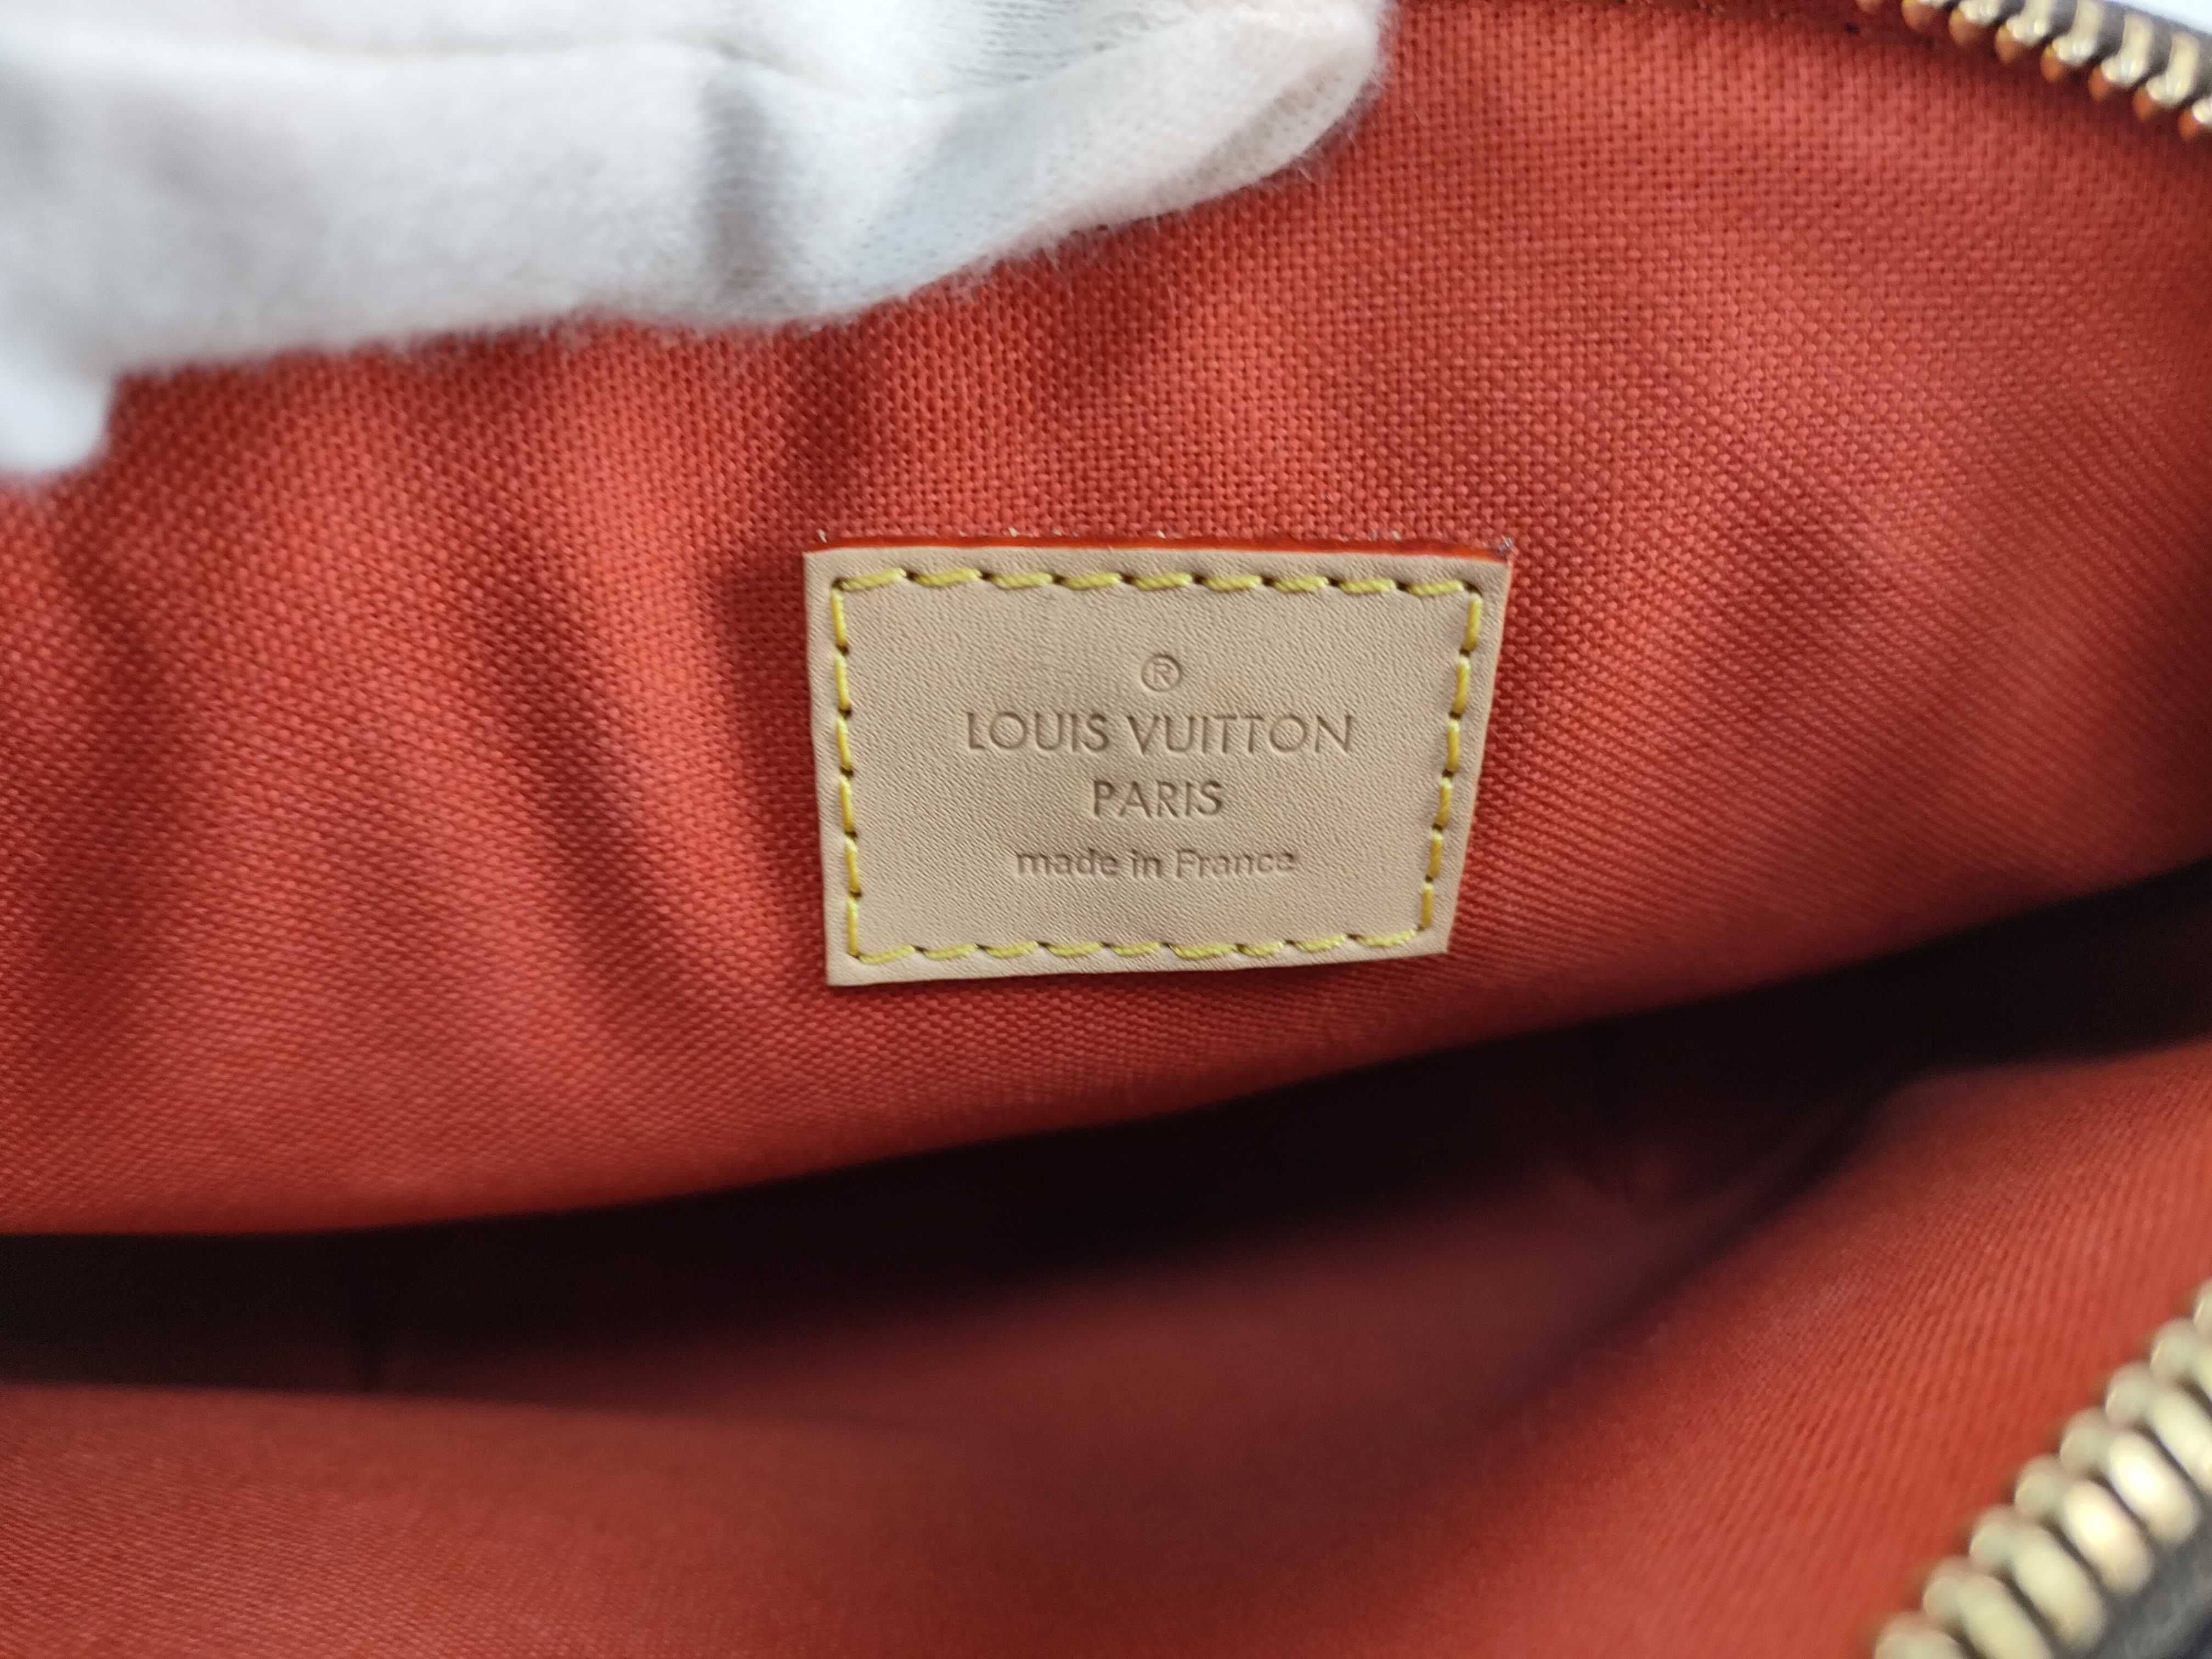 ®
LOUIS VUITTON
PARIS
made in France